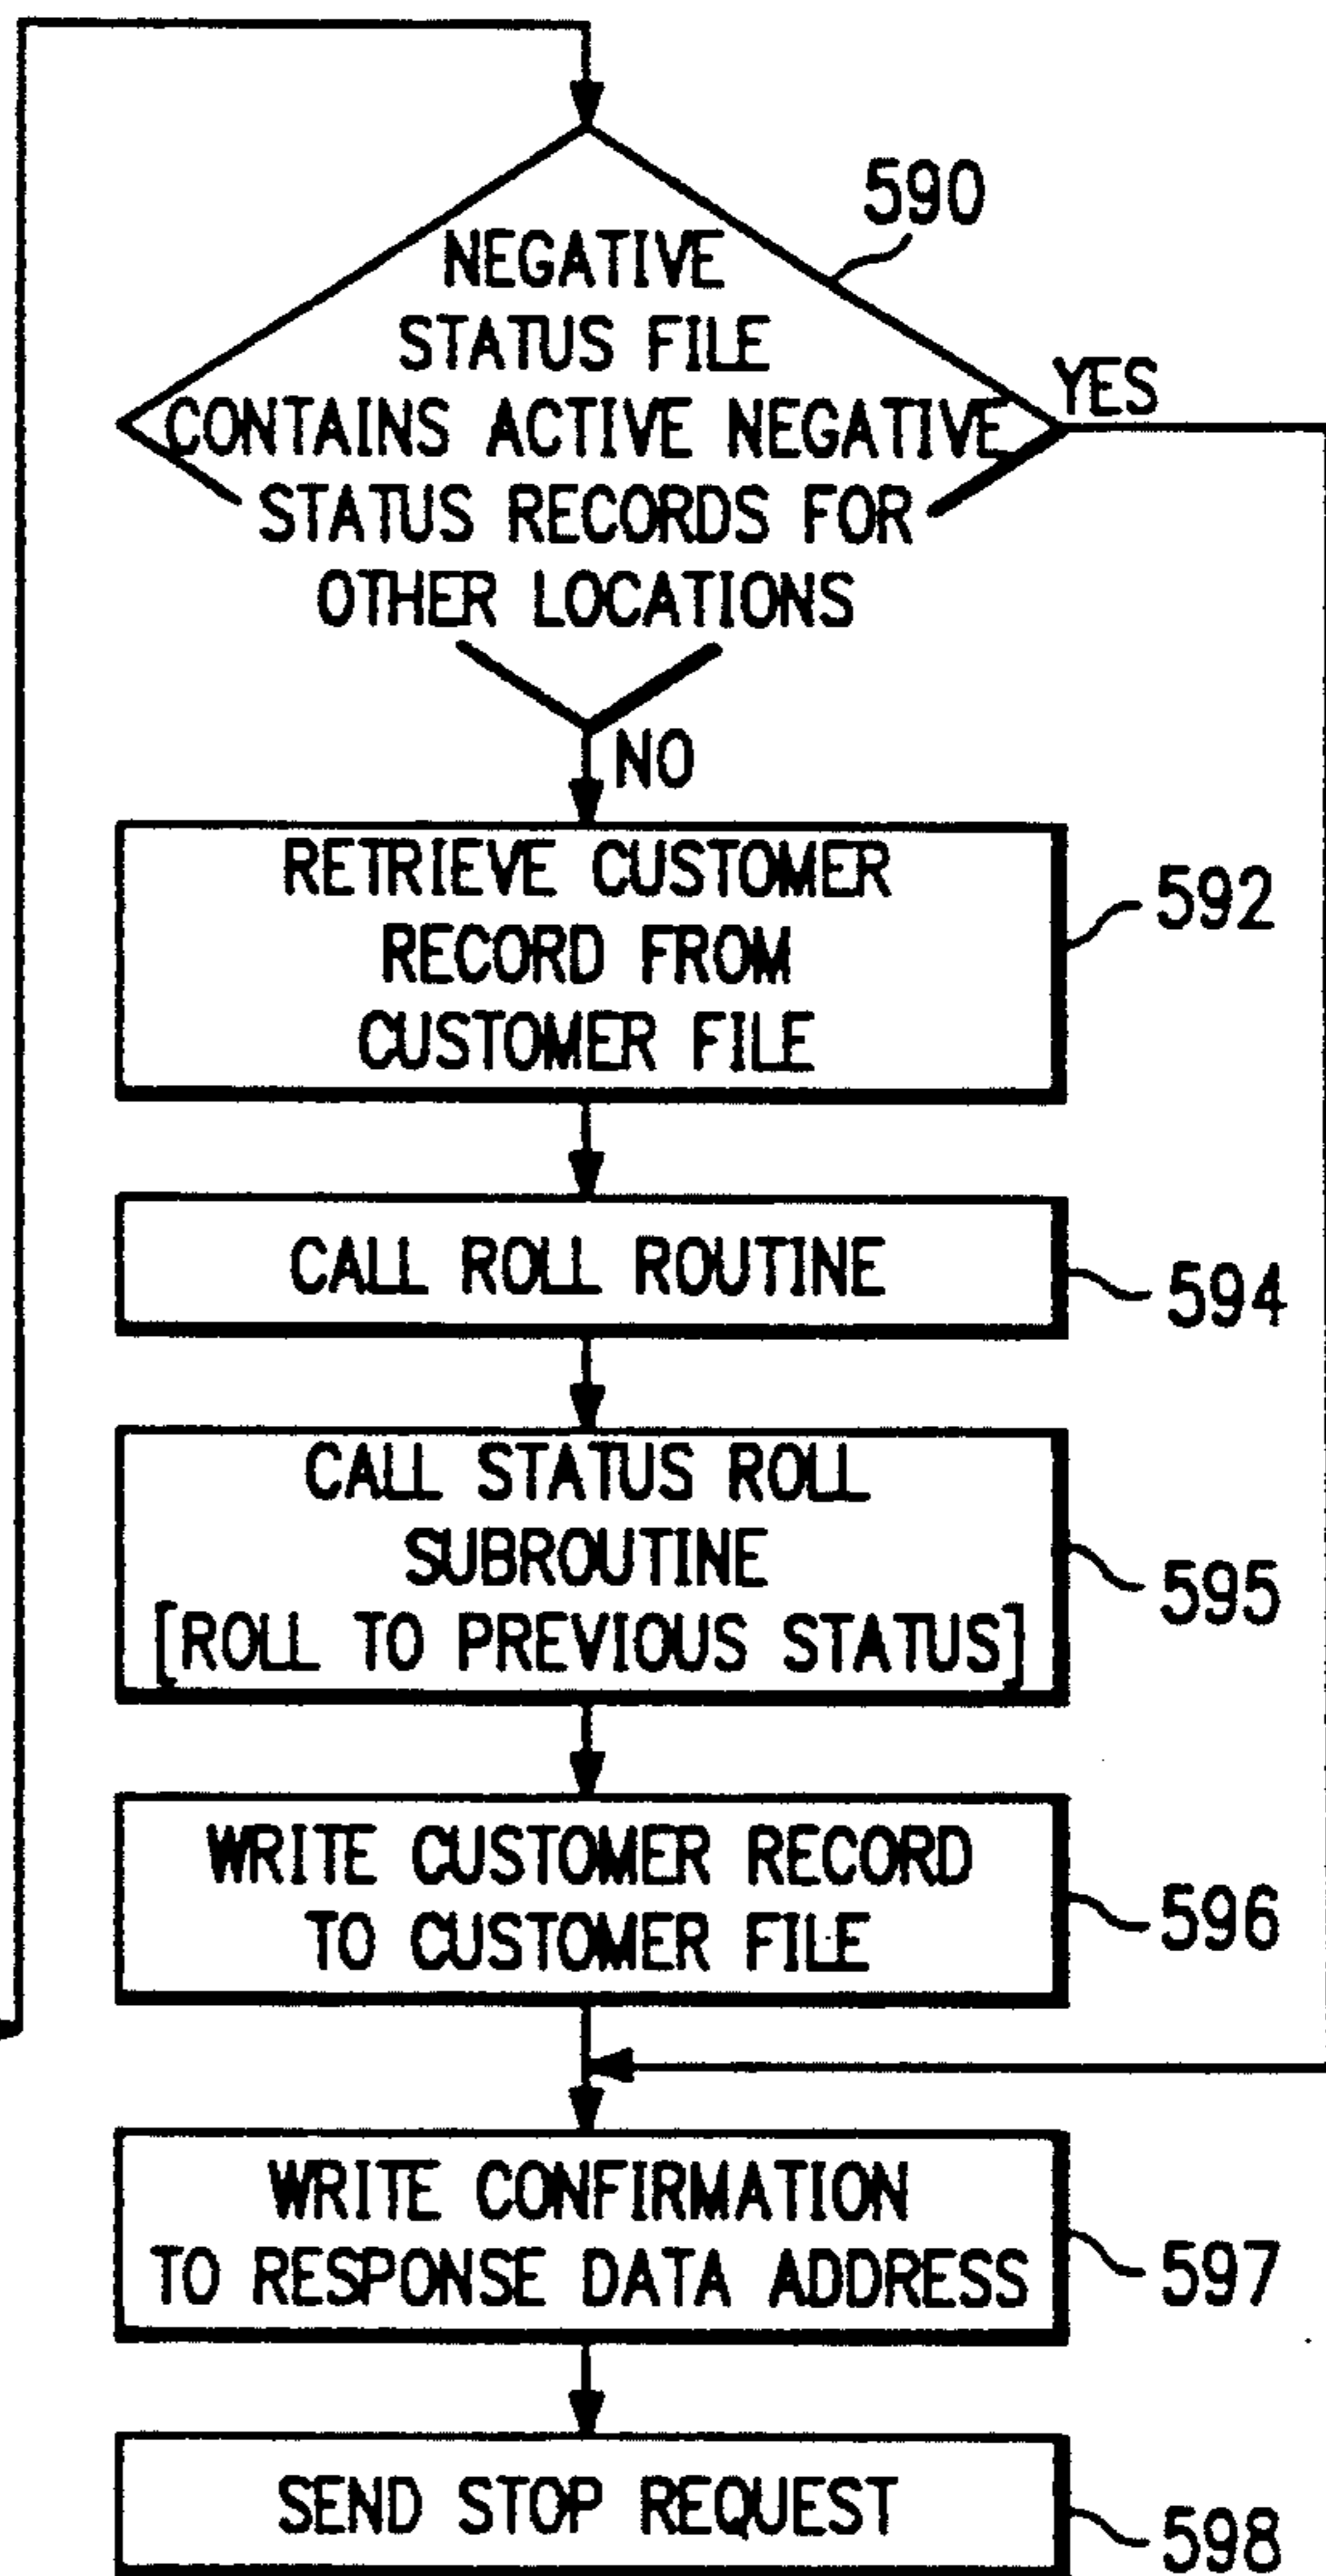 590
NEGATIVE
STATUS FILE
CONTAINS ACTIVE NEGATIVE
STATUS RECORDS FOR
OTHER LOCATIONS
YES
NO
RETRIEVE CUSTOMER
RECORD FROM
CUSTOMER FILE
592
CALL ROLL ROUTINE
594
CALL STATUS ROLL
SUBROUTINE
[ROLL TO PREVIOUS STATUS]
595
WRITE CUSTOMER RECORD
TO CUSTOMER FILE
596
WRITE CONFIRMATION
TO RESPONSE DATA ADDRESS
597
SEND STOP REQUEST
598